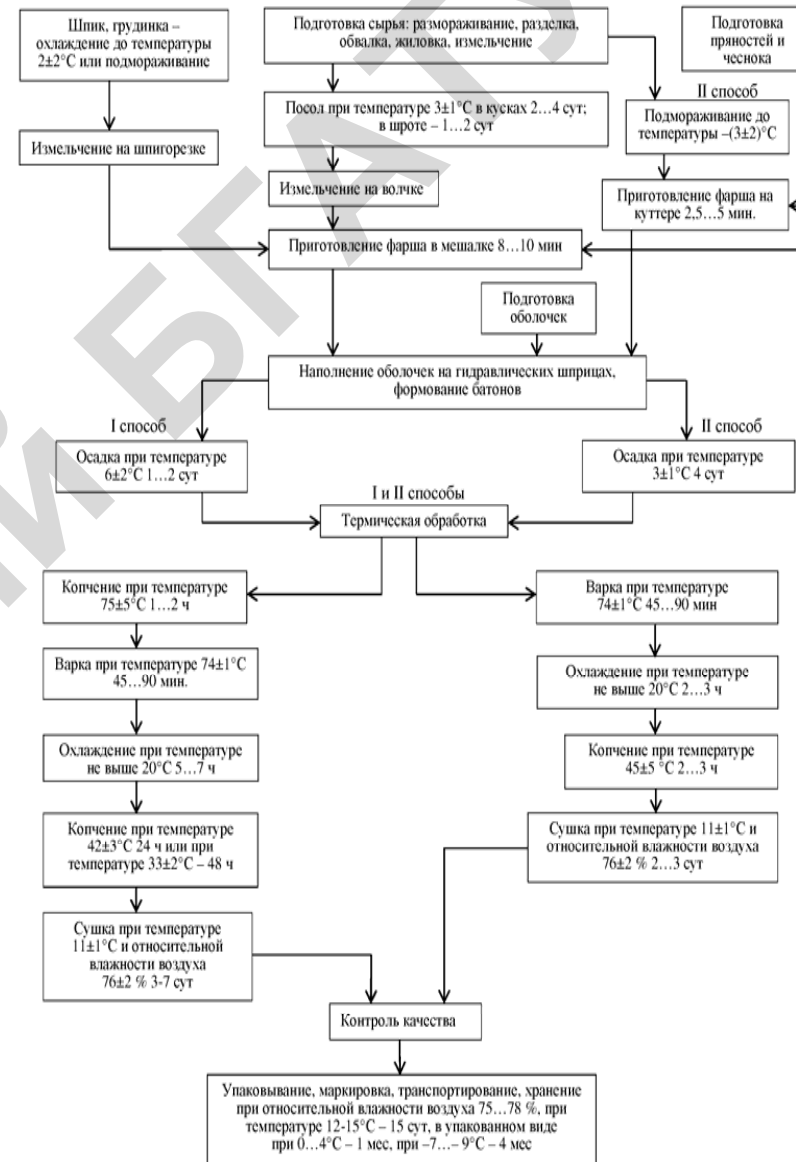 Шпик, грудинка –
охлаждение до температуры
2±2°С или подмораживание
Подготовка сырья: размораживание, разделка,
обвалка, жиловка, измельчение
Подготовка
пряностей и
чеснока
II способ
Посол при температуре 3±1°С в кусках 2…4 сут;
в шроте – 1…2 сут
Подмораживание до
температуры –(3±2)°С
Измельчение на шпигорезке
Измельчение на волчке
Приготовление фарша на
куттере 2,5…5 мин.
Приготовление фарша в мешалке 8…10 мин
Подготовка
оболочек
Наполнение оболочек на гидравлических шприцах,
формование батонов
I способ
II способ
Осадка при температуре
6±2°С 1…2 сут
Осадка при температуре
3±1°С 4 сут
I и II способы
Термическая обработка
Копчение при температуре
75±5°С 1…2 ч
Варка при температуре
74±1°С 45…90 мин
Варка при температуре 74±1°С
45…90 мин.
Охлаждение при температуре
не выше 20°С 2…3 ч
Охлаждение при температуре
не выше 20°С 5…7 ч
Копчение при температуре
45±5 °С 2…3 ч
Копчение при температуре
42±3°С 24 ч или при
температуре 33±2°С – 48 ч
Сушка при температуре 11±1°С и
относительной влажности воздуха
76±2 % 2…3 сут
Сушка при температуре
11±1°С и относительной
влажности воздуха
76±2 % 3-7 сут
Контроль качества
Упаковывание, маркировка, транспортирование, хранение
при относительной влажности воздуха 75…78 %, при
температуре 12-15°С – 15 сут, в упакованном виде
при 0…4°С – 1 мес, при –7…– 9°С – 4 мес
ИЙ БГАТУ